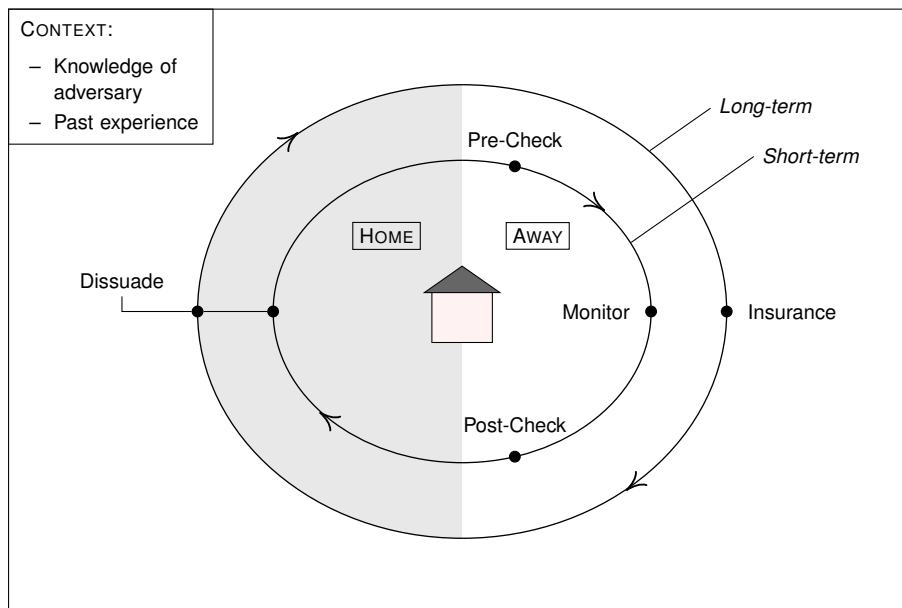 CONTEXT:
– Knowledge of
adversary
– Past experience
Long-term
Pre-Check
Short-term
HOME
AWAY
Dissuade
Monitor
Insurance
Post-Check